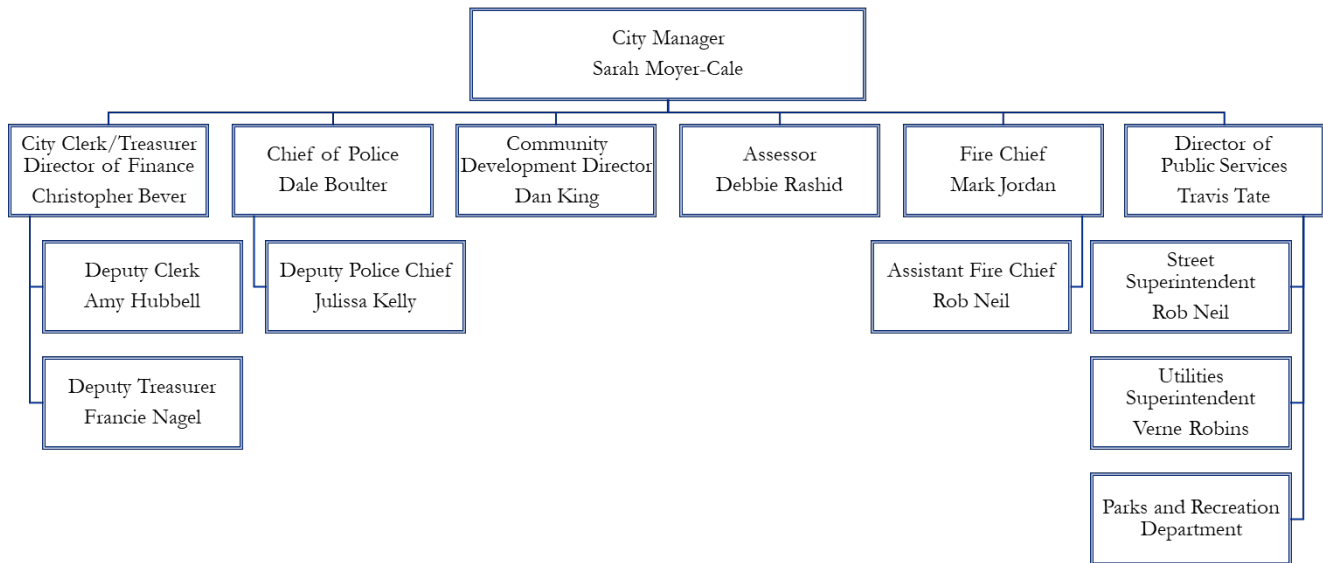 City Manager
Sarah Moyer-Cale
City Clerk/Treasurer
Director of Finance
Christopher Bever
Chief of Police
Dale Boulter
Community
Development Director
Dan King
Assessor
Debbie Rashid
Fire Chief
Mark Jordan
Director of
Public Services
Travis Tate
Deputy Clerk
Amy Hubbell
Deputy Police Chief
Julissa Kelly
Assistant Fire Chief
Rob Neil
Street
Superintendent
Rob Neil
Deputy Treasurer
Francie Nagel
Utilities
Superintendent
Verne Robins
Parks and Recreation
Department